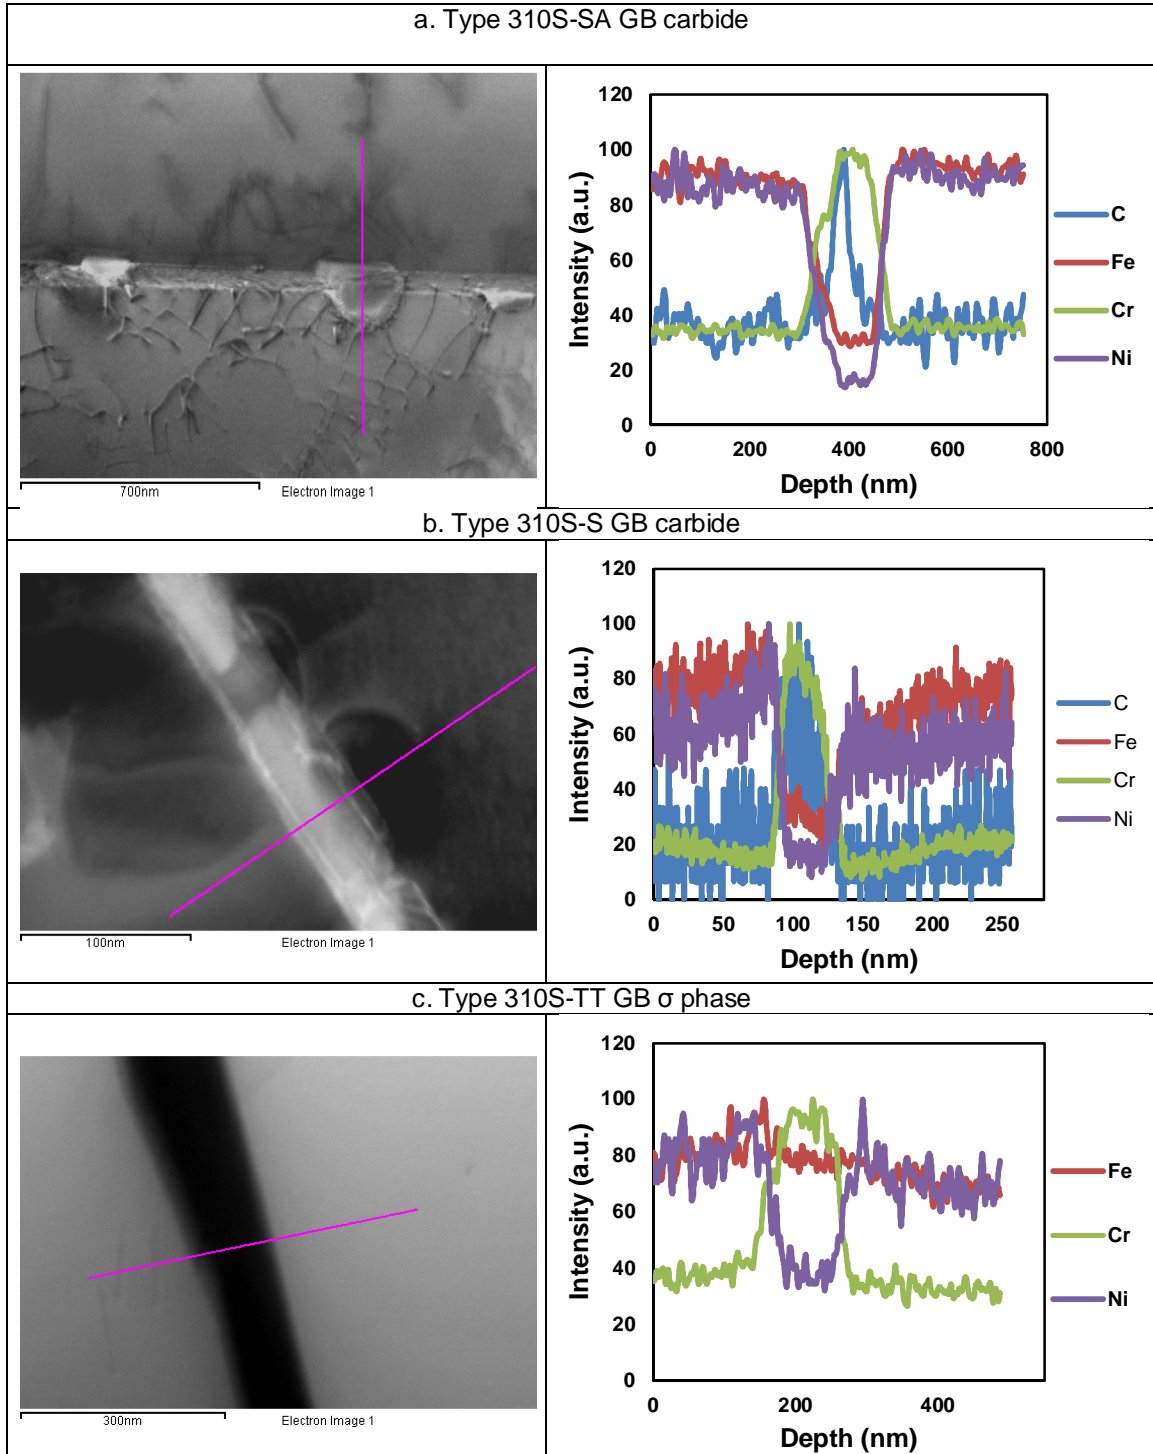 a. Type 310S-SA GB carbide
700nm
Electron Image 1
120
100
80
60
40
20
0
Intensity (a.u.)
0 200 400 600 800
Depth (nm)
C
Fe
Cr
Ni
b. Type 310S-S GB carbide
100nm
Electron Image 1
120
100
80
60
40
20
0
Intensity (a.u.)
0 50 100 150 200 250
Depth (nm)
C
Fe
Cr
Ni
c. Type 310S-TT GB σ phase
300nm
Electron Image 1
120
100
80
60
40
20
0
Intensity (a.u.)
0 200 400
Depth (nm)
Fe
Cr
Ni